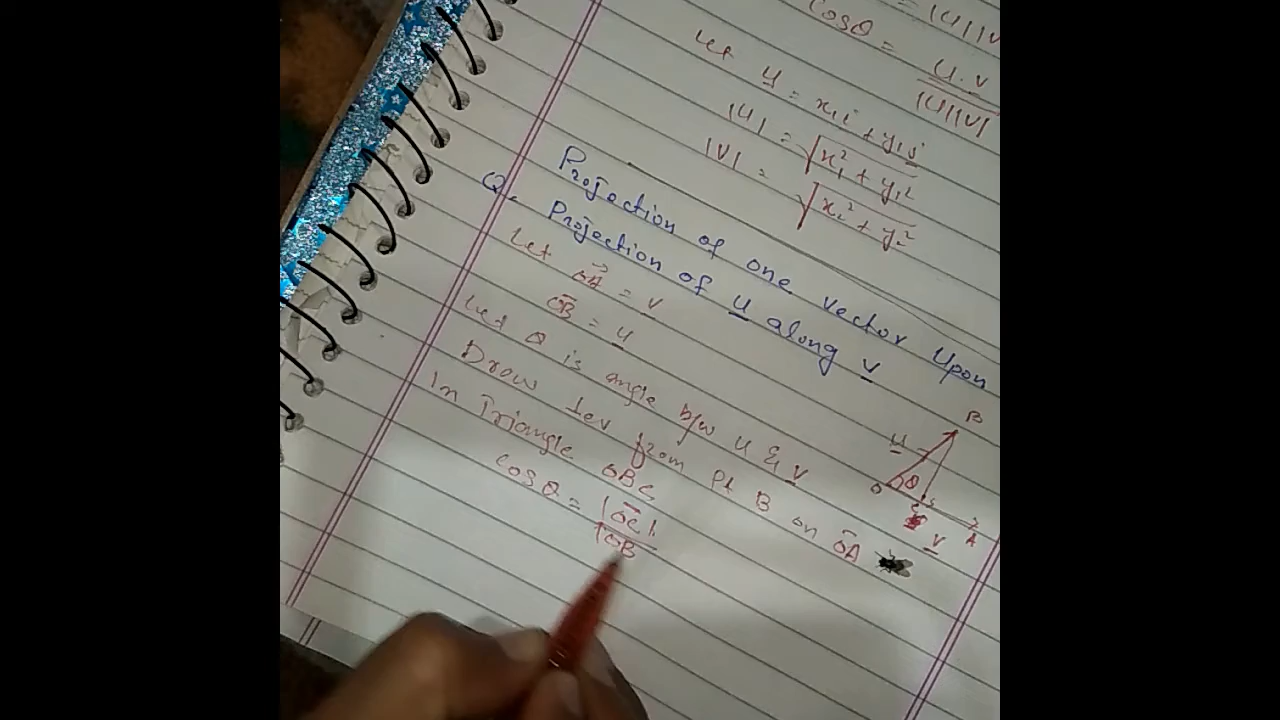 = |U||V
Cosθ = U.V / |U||V|
Let U = x₁i + y₁j
|U| = √x₁² + y₁²
|V| = √x₂² + y₂²
Projection of one vector Upon
Q. Projection of U along V
Let OA = V
OB = U
Let θ is angle b/w U & V
Draw ⊥er from Pt B on OA
In Triangle OBC
Cosθ = |OC| / |OB
B
U
θ
O
C
A
V